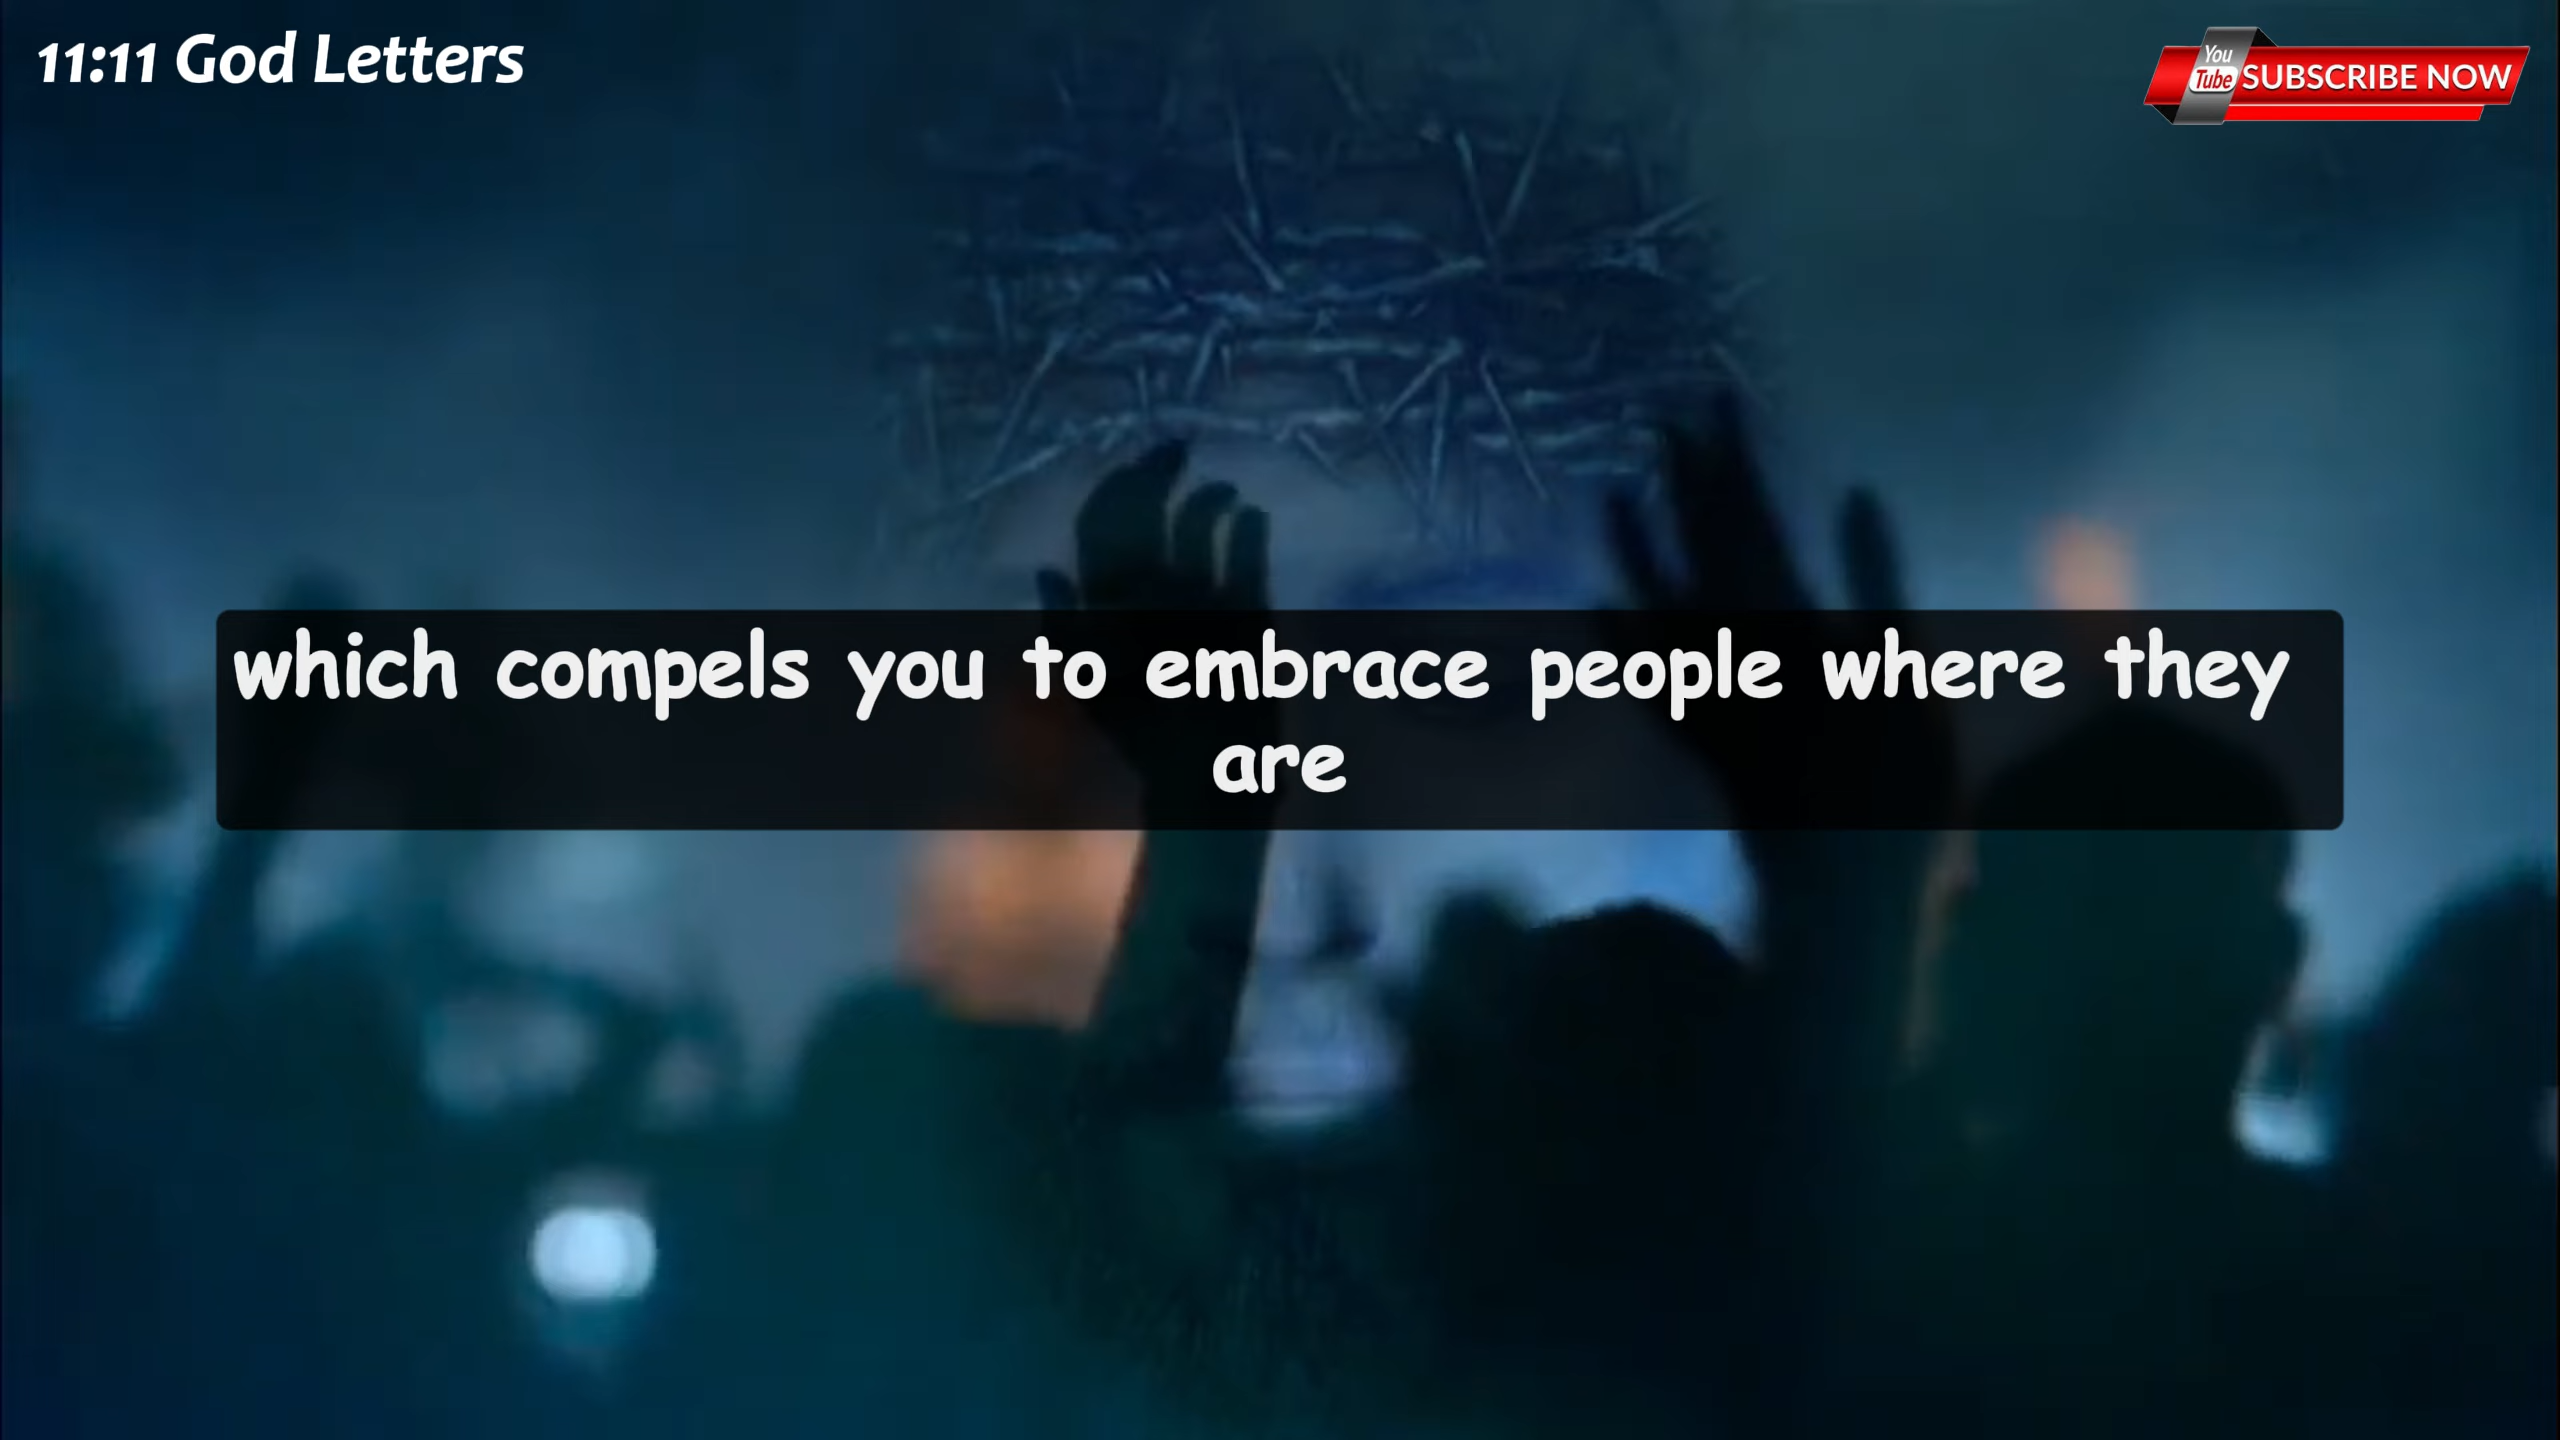 11:11 God Letters
You
Tube
SUBSCRIBE NOW
which compels you to embrace people where they
are